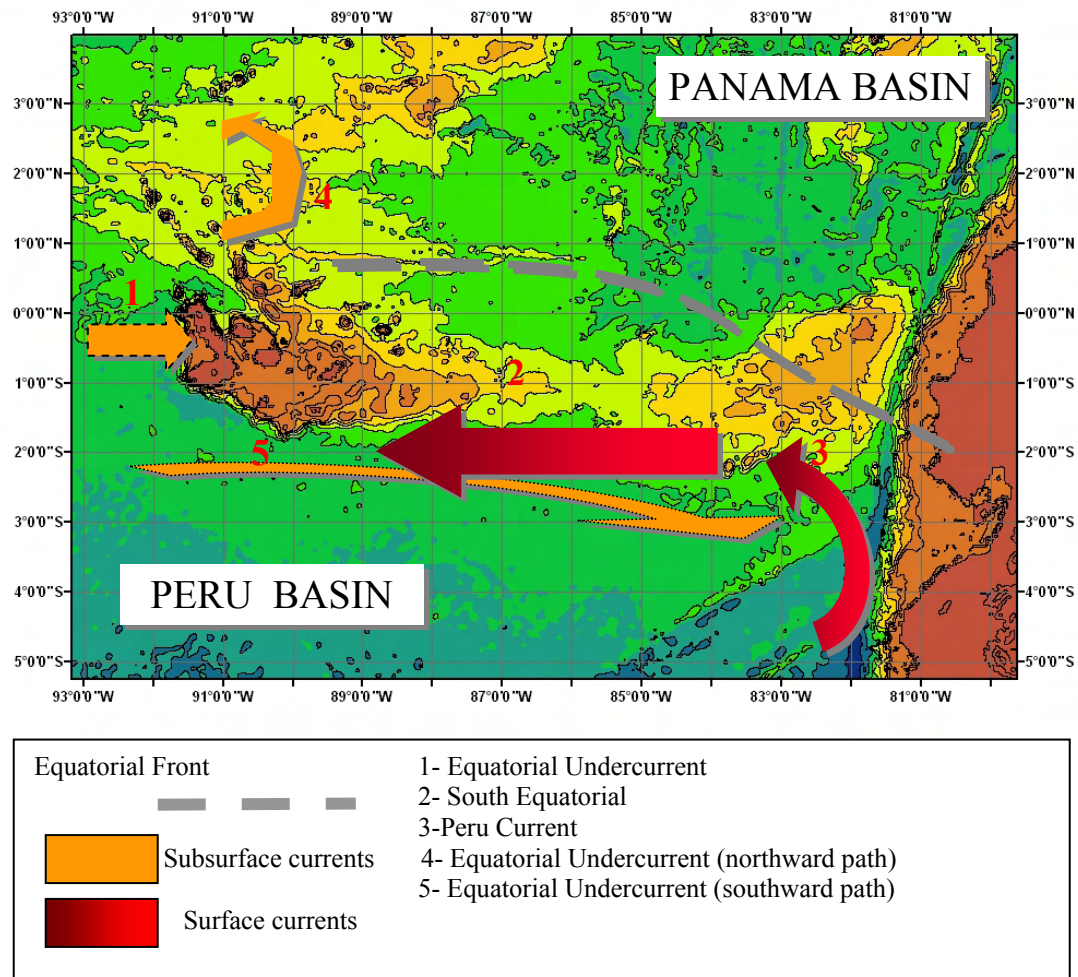 93°0'0"W 91°0'0"W 89°0'0"W 87°0'0"W 85°0'0"W 83°0'0"W 81°0'0"W
PANAMA BASIN
3°0'0"N 3°0'0"N
2°0'0"N 4 2°0'0"N
1°0'0"N 1°0'0"N
1
0°0'0" 0°0'0"
1°0'0"S 2 1°0'0"S
2°0'0"S 5 3 2°0'0"S
3°0'0"S 3°0'0"S
4°0'0"S PERU BASIN 4°0'0"S
5°0'0"S 5°0'0"S
93°0'0"W 91°0'0"W 89°0'0"W 87°0'0"W 85°0'0"W 83°0'0"W 81°0'0"W
Equatorial Front
Subsurface currents
Surface currents
1- Equatorial Undercurrent
2- South Equatorial
3-Peru Current
4- Equatorial Undercurrent (northward path)
5- Equatorial Undercurrent (southward path)